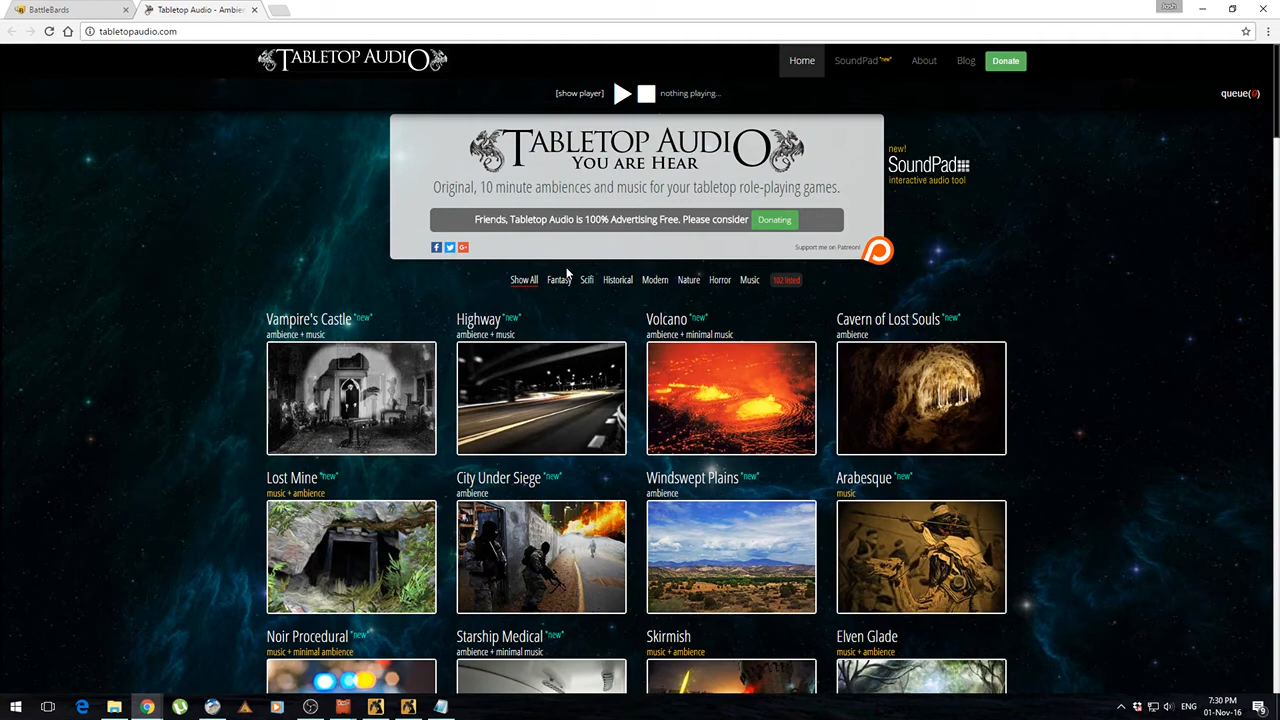 BattleBards
Tabletop Audio - Ambien
Josh
tabletopaudio.com
TABLETOP AUDIO
Home
SoundPad *new*
About
Blog
Donate
[show player]
nothing playing...
queue(0)
TABLETOP AUDIO
YOU ARE HEAR
Original, 10 minute ambiences and music for your tabletop role-playing games.
Friends, Tabletop Audio is 100% Advertising Free. Please consider Donating
Support me on Patreon!
new!
SoundPad
interactive audio tool
Show All Fantasy Scifi Historical Modern Nature Horror Music 102 listed
Vampire's Castle *new*
ambience + music
Highway *new*
ambience + music
Volcano *new*
ambience + minimal music
Cavern of Lost Souls *new*
ambience
Lost Mine *new*
music + ambience
City Under Siege *new*
ambience
Windswept Plains *new*
ambience
Arabesque *new*
music
Noir Procedural *new*
music + minimal ambience
Starship Medical *new*
ambience + minimal music
Skirmish
music + ambience
Elven Glade
music + ambience
ENG
7:30 PM
01-Nov-16